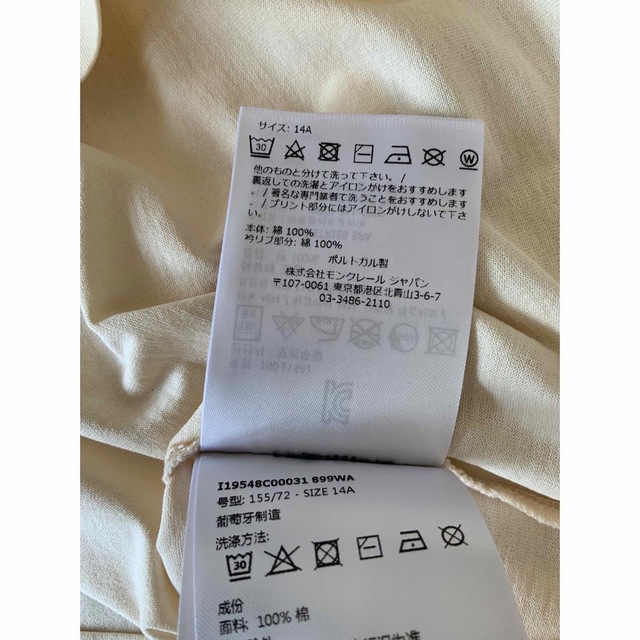 サイズ: 14A
30 W
他のものと分けて洗って下さい。/
裏返しての洗濯とアイロンがけをおすすめします
。/ 著名な専門業者で洗うことをおすすめします
。/ プリント部分にはアイロンがけしないで下さ
い。
本体: 綿 100%
衿リブ部分: 綿 100%
ポルトガル製
株式会社モンクレール ジャパン
〒107-0061 東京都港区北青山3-6-7
03-3486-2110
I19548C00031 899WA
号型: 155/72 - SIZE 14A
葡萄牙制造
洗涤方法:
30
成份
面料: 100% 棉